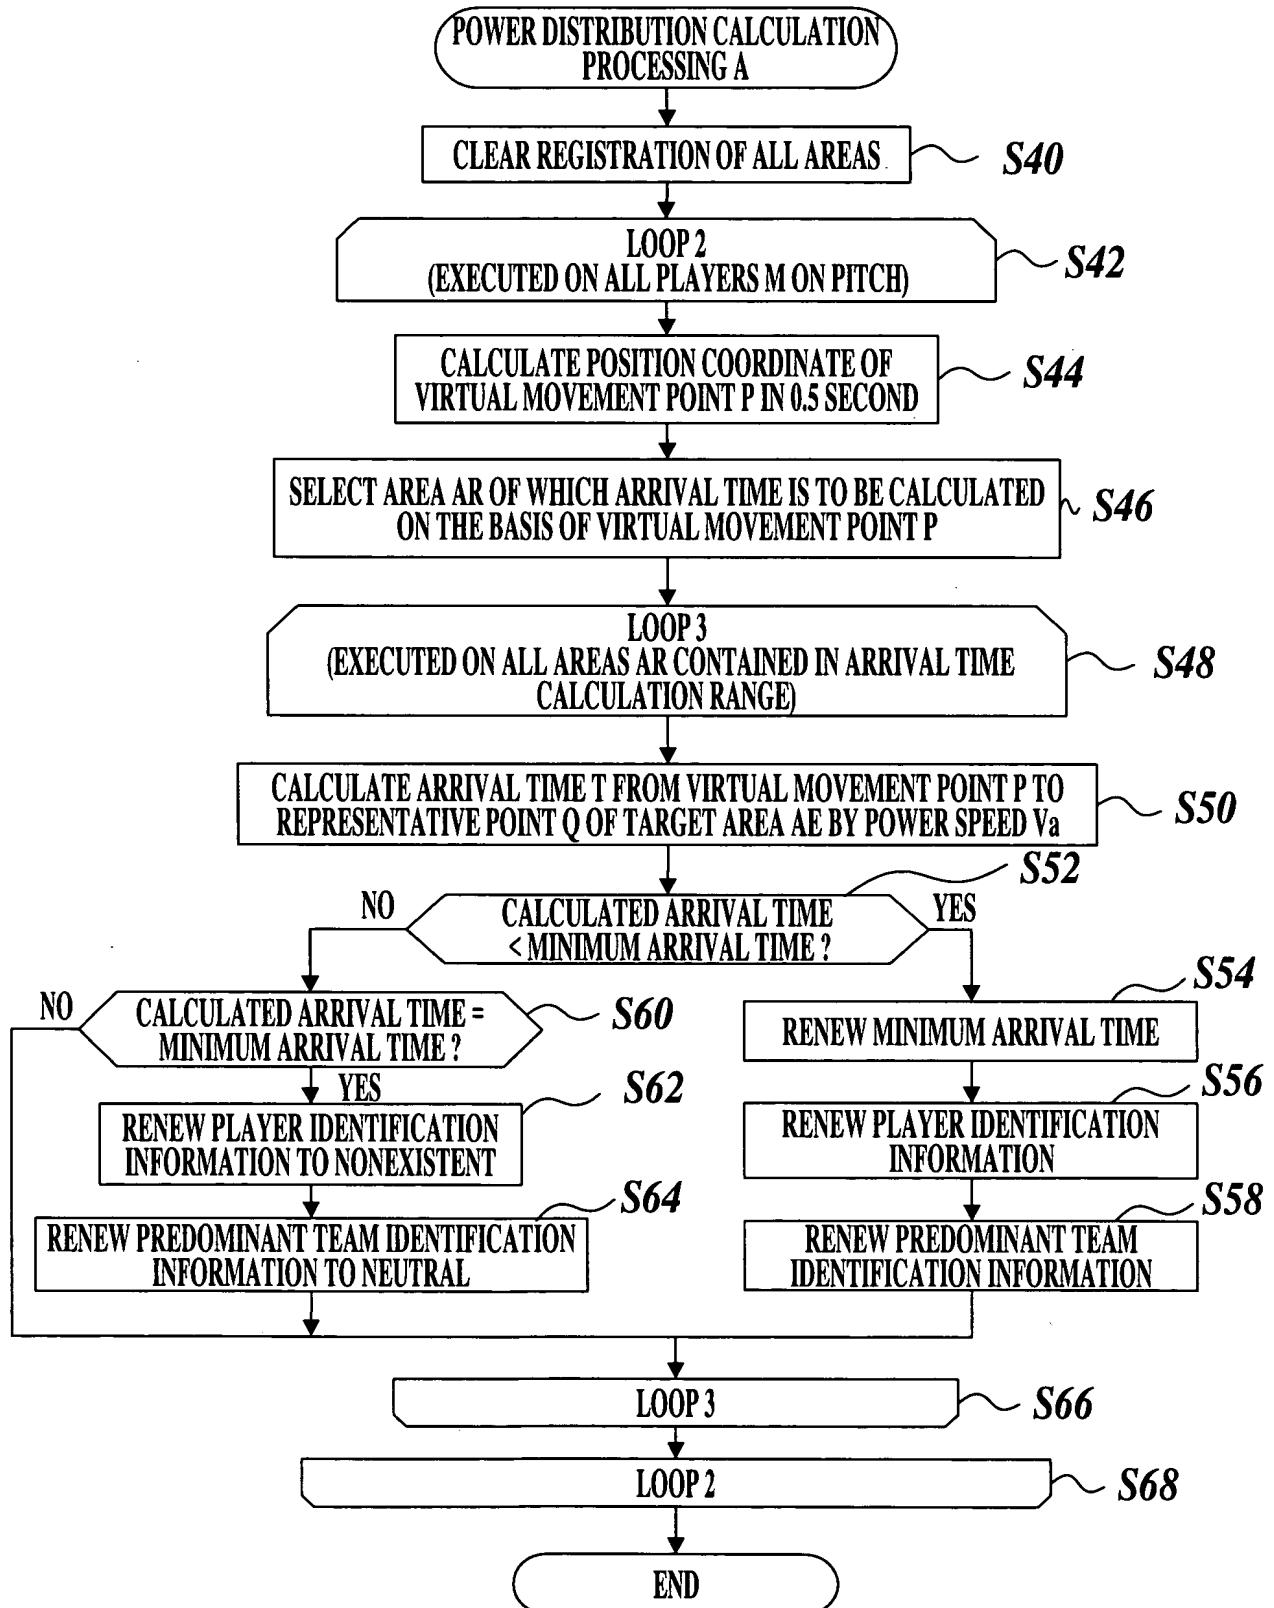 POWER DISTRIBUTION CALCULATION
PROCESSING A
CLEAR REGISTRATION OF ALL AREAS
S40
LOOP 2
(EXECUTED ON ALL PLAYERS M ON PITCH)
S42
CALCULATE POSITION COORDINATE OF
VIRTUAL MOVEMENT POINT P IN 0.5 SECOND
S44
SELECT AREA AR OF WHICH ARRIVAL TIME IS TO BE CALCULATED
ON THE BASIS OF VIRTUAL MOVEMENT POINT P
S46
LOOP 3
(EXECUTED ON ALL AREAS AR CONTAINED IN ARRIVAL TIME
CALCULATION RANGE)
S48
CALCULATE ARRIVAL TIME T FROM VIRTUAL MOVEMENT POINT P TO
REPRESENTATIVE POINT Q OF TARGET AREA AE BY POWER SPEED Va
S50
S52
NO
CALCULATED ARRIVAL TIME
< MINIMUM ARRIVAL TIME ?
YES
NO
CALCULATED ARRIVAL TIME =
MINIMUM ARRIVAL TIME ?
S60
YES
S54
RENEW MINIMUM ARRIVAL TIME
S62
RENEW PLAYER IDENTIFICATION
INFORMATION TO NONEXISTENT
S56
RENEW PLAYER IDENTIFICATION
INFORMATION
S64
RENEW PREDOMINANT TEAM IDENTIFICATION
INFORMATION TO NEUTRAL
S58
RENEW PREDOMINANT TEAM
IDENTIFICATION INFORMATION
LOOP 3
S66
LOOP 2
S68
END